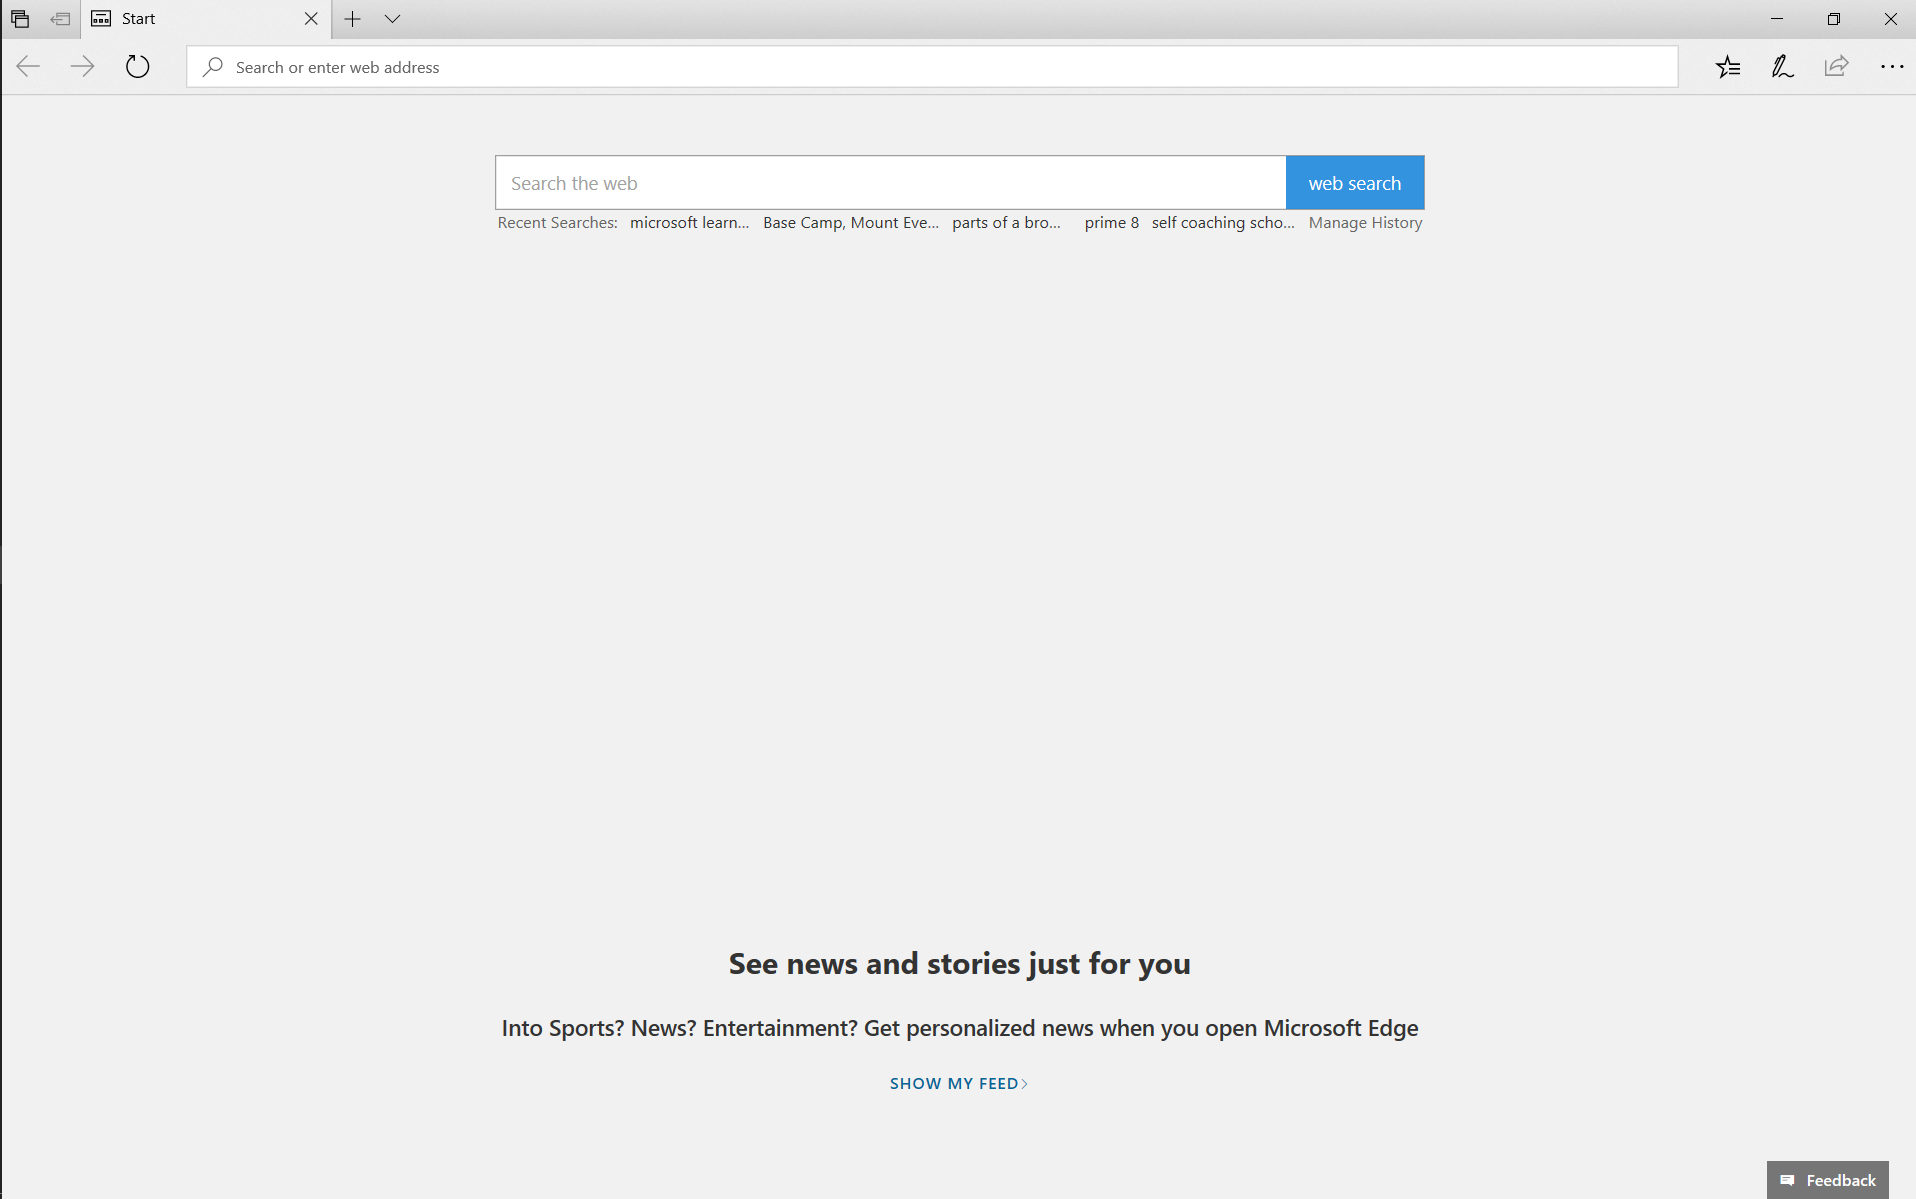 Start
Search or enter web address
Search the web
web search
Recent Searches: microsoft learn... Base Camp, Mount Eve... parts of a bro... prime 8 self coaching scho... Manage History
See news and stories just for you
Into Sports? News? Entertainment? Get personalized news when you open Microsoft Edge
SHOW MY FEED
Feedback